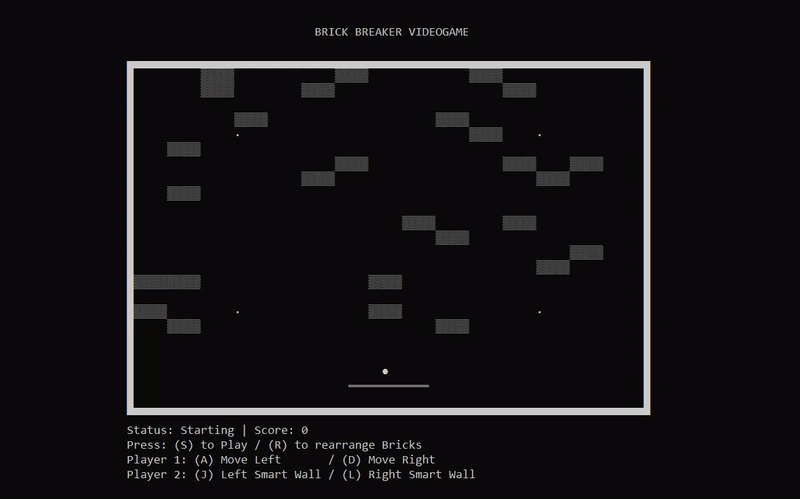 BRICK BREAKER VIDEOGAME
Status: Starting | Score: 0
Press: (S) to Play / (R) to rearrange Bricks
Player 1: (A) Move Left / (D) Move Right
Player 2: (J) Left Smart Wall / (L) Right Smart Wall